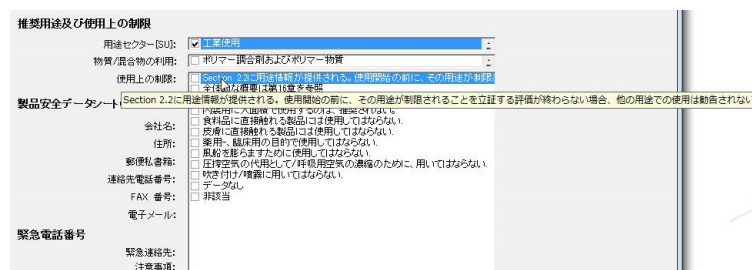 推奨用途及び使用上の制限
用途セクター[SU]: 工業使用
物質/混合物の利用: ポリマー調合剤およびポリマー物質
使用上の制限: Section 2.2に用途情報が提供される。使用開始の前に、その用途が制限
全体的な概要は第16章を参照
製品安全データシート
Section 2.2に用途情報が提供される。使用開始の前に、その用途が制限されることを立証する評価が終わらない場合、他の用途での使用は勧告されない
会社名: 食料品に直接触れる製品には使用してはならない.
皮膚に直接触れる製品には使用してはならない.
住所: 薬用-、臨床用の目的で使用してはならない.
風船を膨らますために使用してはならない.
郵便私書箱: 圧搾空気の代用として/呼吸用空気の濃縮のために、用いてはならない.
連絡先電話番号: 吹き付け/噴霧に用いてはならない.
データなし
FAX 番号: 非該当
電子メール:
緊急電話番号
緊急連絡先:
注意事項: